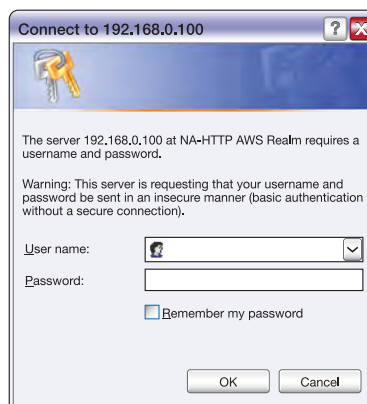 Connect to 192.168.0.100
?
The server 192.168.0.100 at NA-HTTP AWS Realm requires a
username and password.
Warning: This server is requesting that your username and
password be sent in an insecure manner (basic authentication
without a secure connection).
User name:
Password:
Remember my password
OK
Cancel